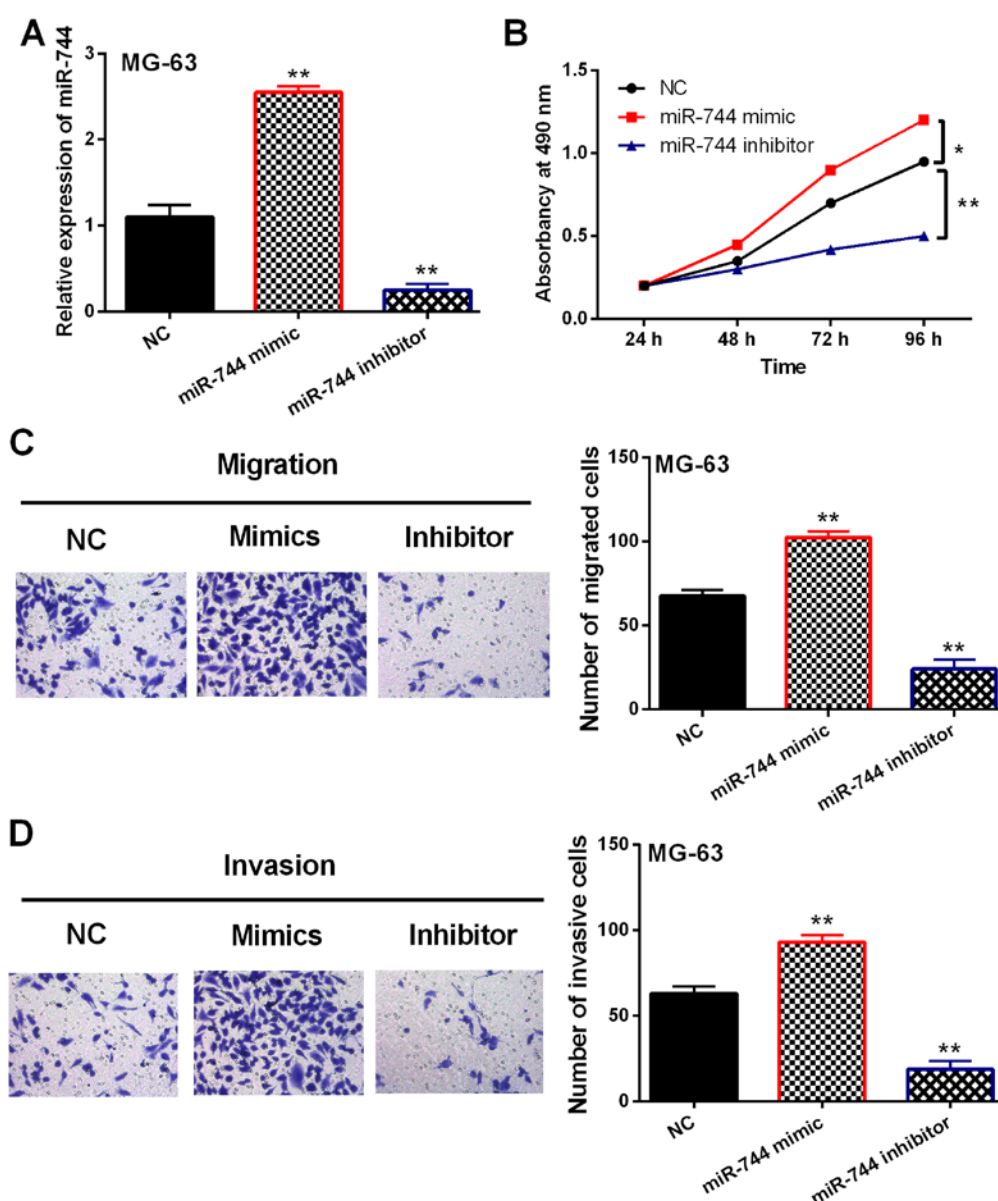 A
Relative expression of miR-744
3
2
1
0
MG-63
**
**
NC
miR-744 mimic
miR-744 inhibitor
B
Absorbancy at 490 nm
1.5
1.0
0.5
0.0
NC
miR-744 mimic
miR-744 inhibitor
*
**
24 h 48 h 72 h 96 h
Time
C
Migration
NC Mimics Inhibitor
Number of migrated cells
150
100
50
0
MG-63
**
**
NC
miR-744 mimic
miR-744 inhibitor
D
Invasion
NC Mimics Inhibitor
Number of invasive cells
150
100
50
0
MG-63
**
**
NC
miR-744 mimic
miR-744 inhibitor